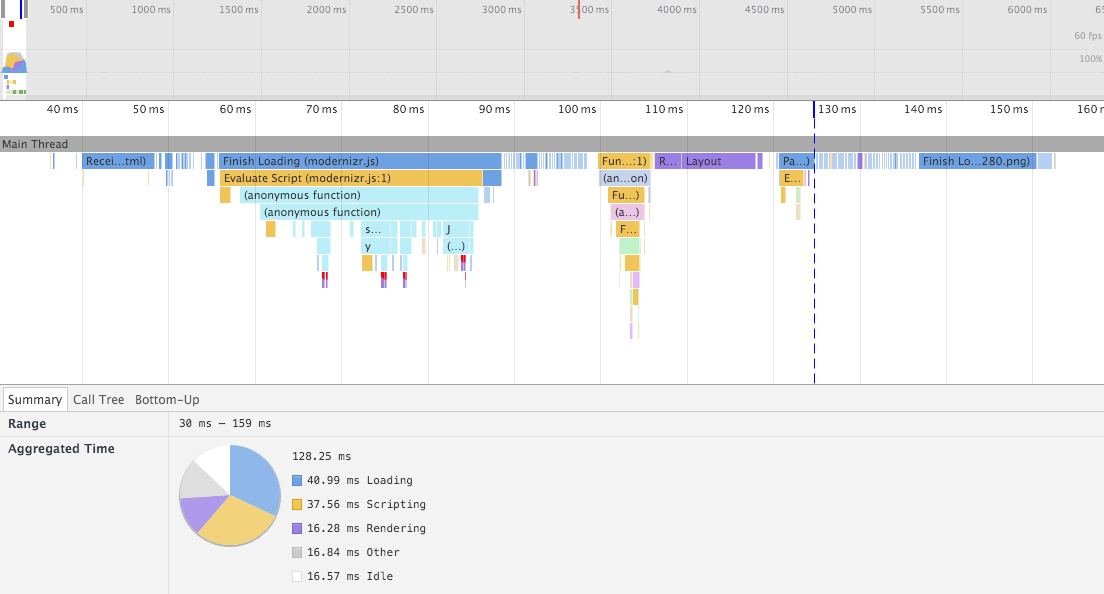 500 ms 1000 ms 1500 ms 2000 ms 2500 ms 3000 ms 3500 ms 4000 ms 4500 ms 5000 ms 5500 ms 6000 ms
60 fps
100%
40 ms 50 ms 60 ms 70 ms 80 ms 90 ms 100 ms 110 ms 120 ms 130 ms 140 ms 150 ms
Main Thread
Recei…tml) Finish Loading (modernizr.js) Fun…:1) R… Layout Pa…) Finish Lo…280.png)
Evaluate Script (modernizr.js:1) (an…on) E…
(anonymous function) Fu…)
(anonymous function) (a…)
s… J F…
y (…)
Summary Call Tree Bottom-Up
Range 30 ms – 159 ms
Aggregated Time
128.25 ms
40.99 ms Loading
37.56 ms Scripting
16.28 ms Rendering
16.84 ms Other
16.57 ms Idle